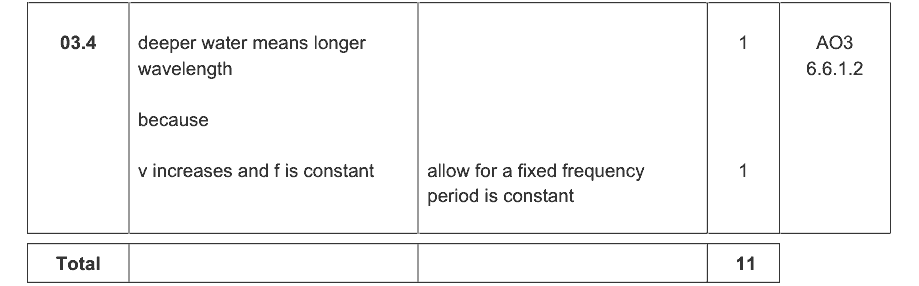 03.4 deeper water means longer 1 AO3
wavelength 6.6.1.2
because
v increases and f is constant allow for a fixed frequency 1
period is constant
Total 11